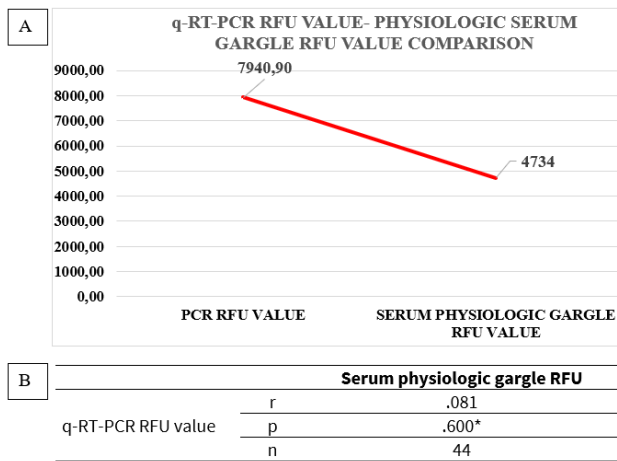 A
q-RT-PCR RFU VALUE- PHYSIOLOGIC SERUM
GARGLE RFU VALUE COMPARISON
9000,00
7940,90
8000,00
7000,00
6000,00
5000,00
4734
4000,00
3000,00
2000,00
1000,00
0,00
PCR RFU VALUE
SERUM PHYSIOLOGIC GARGLE
RFU VALUE
B
Serum physiologic gargle RFU
q-RT-PCR RFU value
r .081
p .600*
n 44